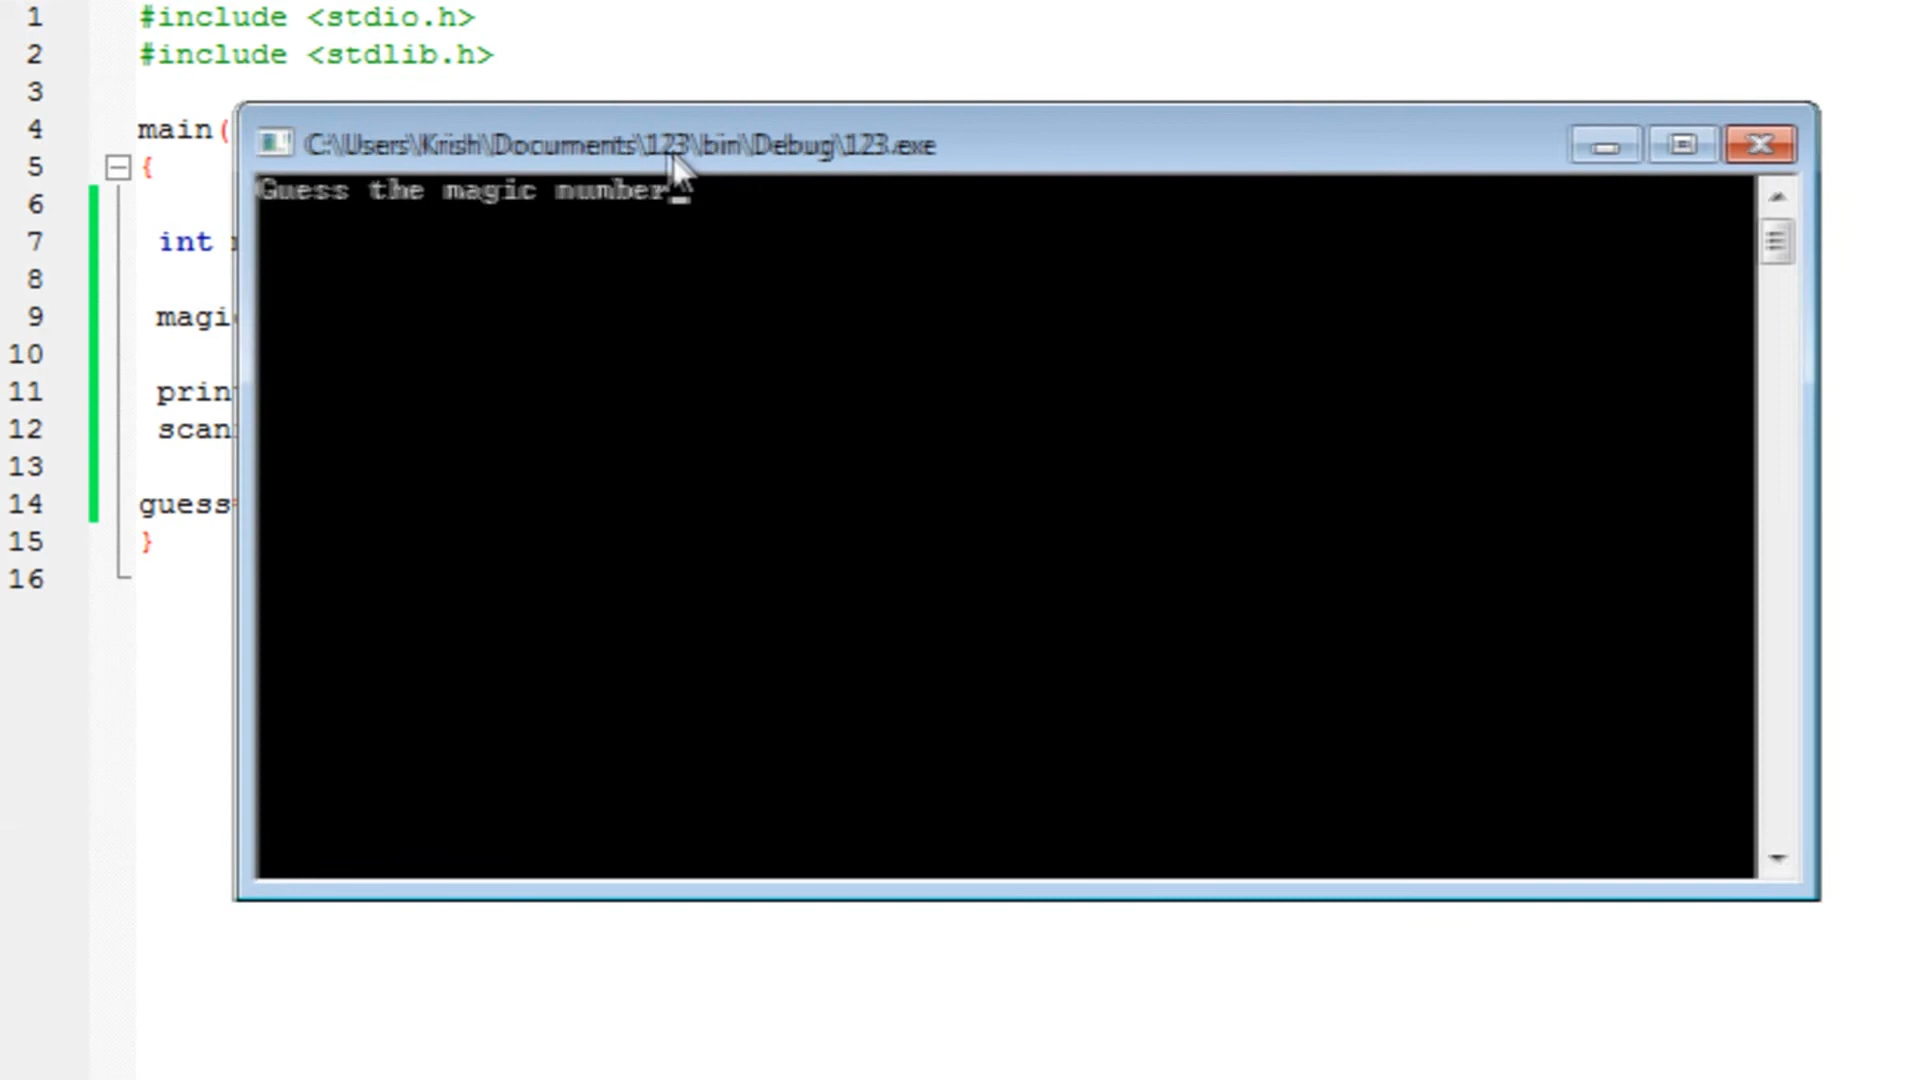 1 #include <stdio.h>
2 #include <stdlib.h>
3
4 main(
5 {
6
7 int
8
9 magi
10
11 prin
12 scan
13
14 guess
15 }
16
C:\Users\Krish\Documents\123\bin\Debug\123.exe
Guess the magic number_